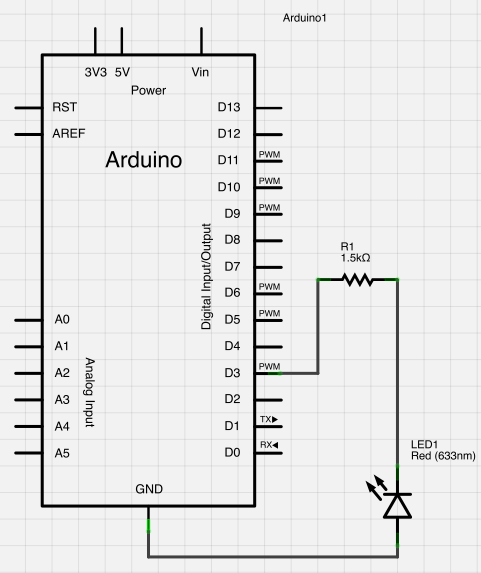 Arduino1
3V3 5V Vin
Power
RST
AREF
Arduino
D13
D12
D11 PWM
D10 PWM
D9 PWM
D8
D7
D6 PWM
D5 PWM
D4
D3 PWM
D2
D1 TX
D0 RX
Digital Input/Output
A0
A1
A2
A3
A4
A5
Analog Input
GND
R1
1.5kΩ
LED1
Red (633nm)